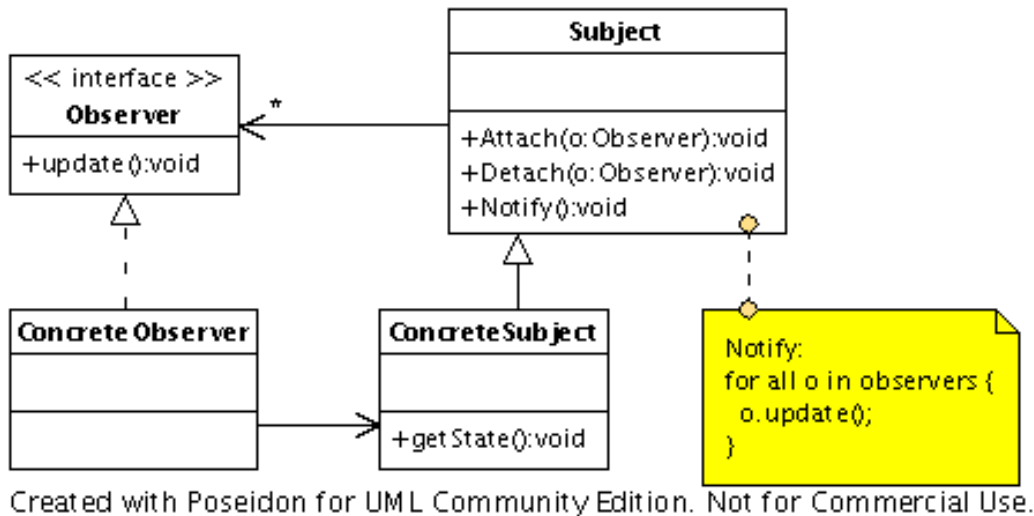 << interface >>
Observer
+update():void
*
Subject
+Attach(o:Observer):void
+Detach(o:Observer):void
+Notify():void
ConcreteObserver
ConcreteSubject
+getState():void
Notify:
for all o in observers {
o.update();
}
Created with Poseidon for UML Community Edition. Not for Commercial Use.